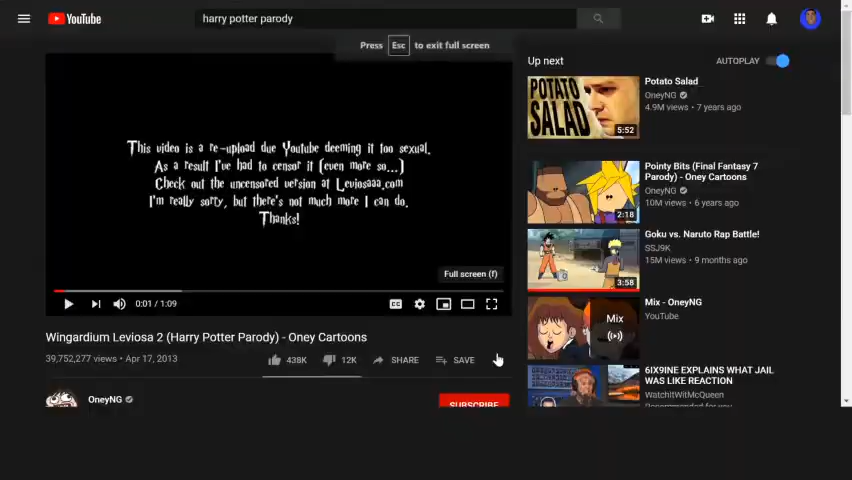 YouTube
harry potter parody
Press Esc to exit full screen
This video is a re-upload due Youtube deeming it too sexual.
As a result I've had to censor it (even more so...)
Check out the uncensored version at Leviosaaa.com
I'm really sorry, but there's not much more I can do.
Thanks!
Full screen (f)
0:01 / 1:09
CC
Wingardium Leviosa 2 (Harry Potter Parody) - Oney Cartoons
39,752,277 views • Apr 17, 2013
438K
12K
SHARE
SAVE
OneyNG
SUBSCRIBE
Up next
AUTOPLAY
POTATO
SALAD
5:52
Potato Salad
OneyNG
4.9M views • 7 years ago
2:18
Pointy Bits (Final Fantasy 7
Parody) - Oney Cartoons
OneyNG
10M views • 6 years ago
3:58
Goku vs. Naruto Rap Battle!
SSJ9K
15M views • 9 months ago
Mix
Mix - OneyNG
YouTube
6IX9INE EXPLAINS WHAT JAIL
WAS LIKE REACTION
WatchItWitMcQueen
Recommended for you